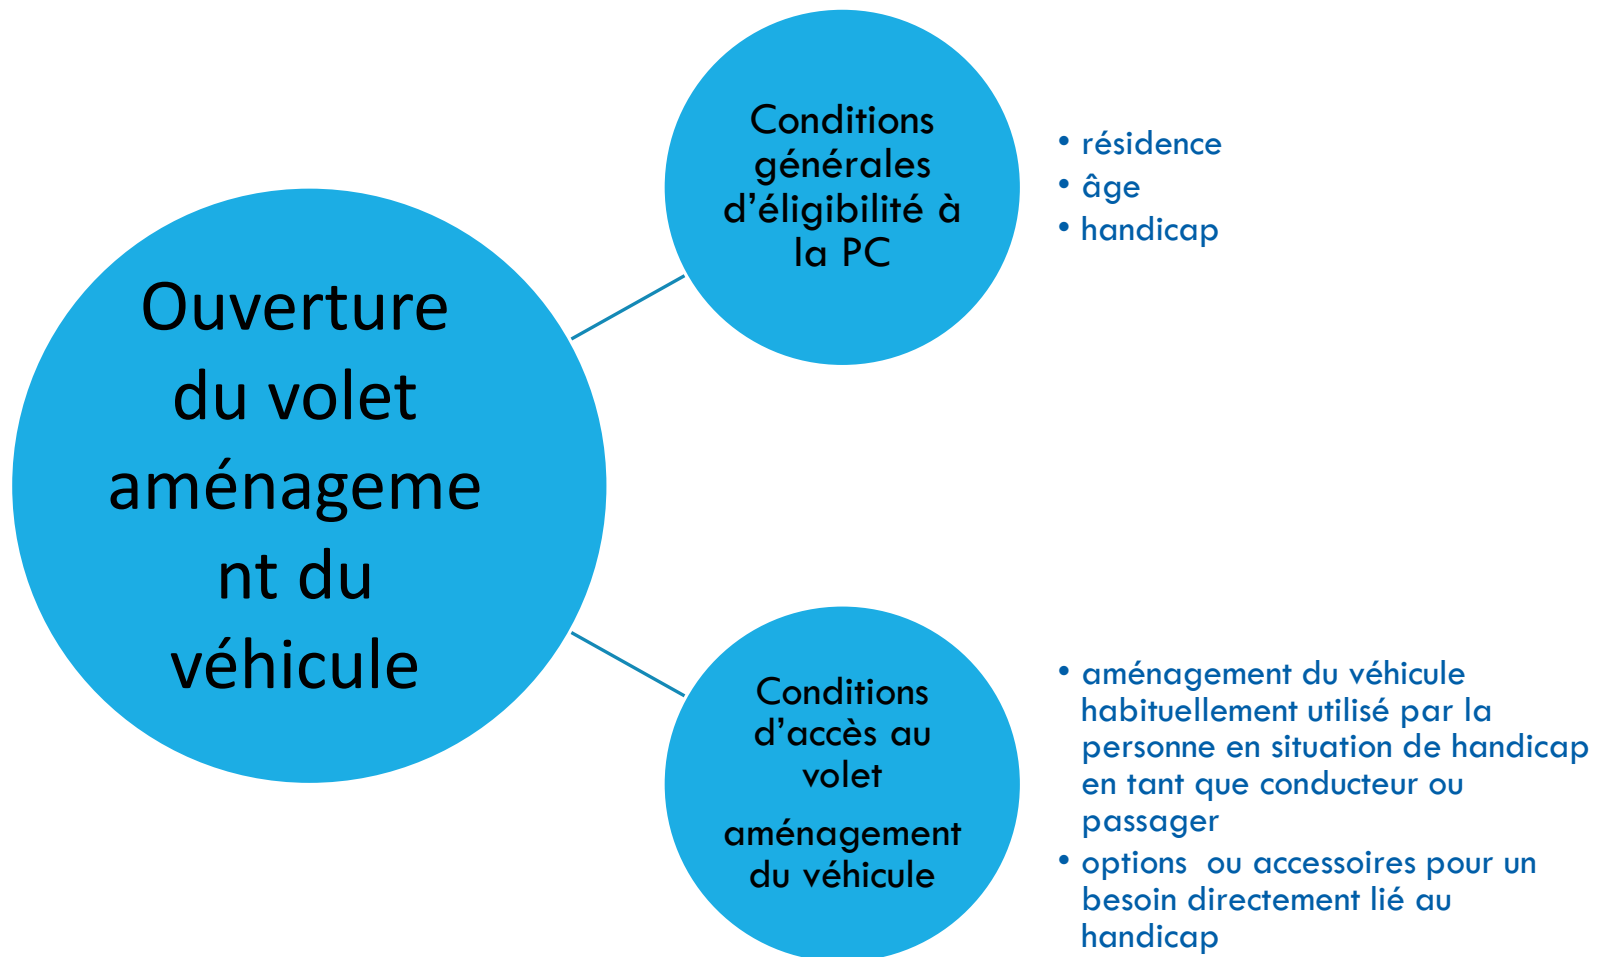 Ouverture
du volet
aménageme
nt du
véhicule
Conditions
générales
d’éligibilité à
la PC
• résidence
• âge
• handicap
Conditions
d’accès au
volet
aménagement
du véhicule
• aménagement du véhicule
habituellement utilisé par la
personne en situation de handicap
en tant que conducteur ou
passager
• options  ou accessoires pour un
besoin directement lié au
handicap